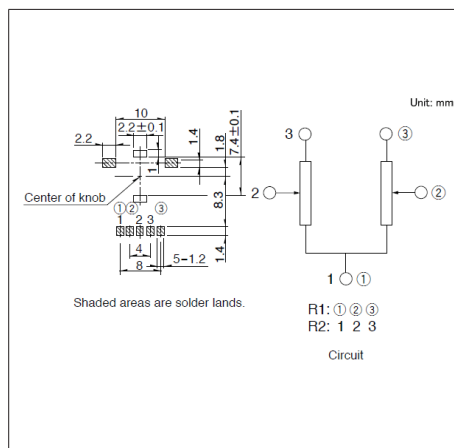 Unit: mm
10
2.2±0.1
2.2
1.4
1.8
7.4±0.1
1
Center of knob
8.3
① ② ③
1 2 3
4
8
5−1.2
1.4
Shaded areas are solder lands.
3 ③
2 ②
1 ①
R1: ① ② ③
R2: 1 2 3
Circuit